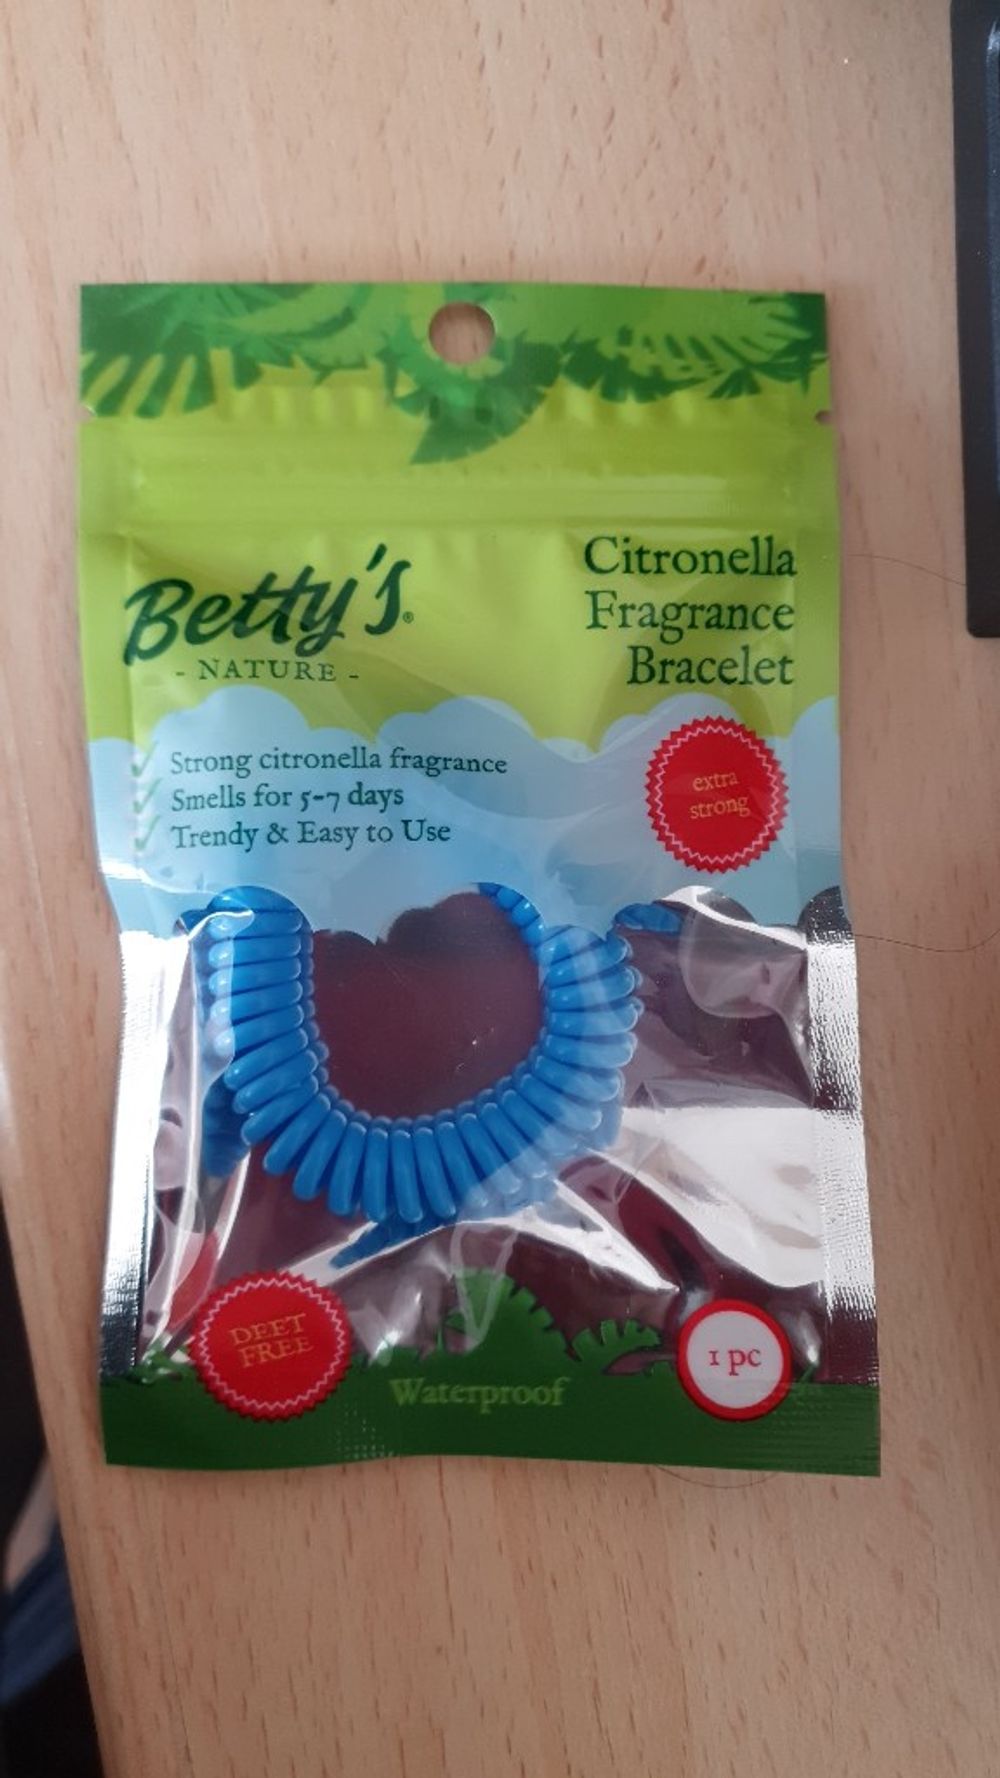 Betty's®
- NATURE -
Citronella
Fragrance
Bracelet
✓ Strong citronella fragrance
✓ Smells for 5-7 days
✓ Trendy & Easy to Use
extra
strong
DEET
FREE
Waterproof
1 pc